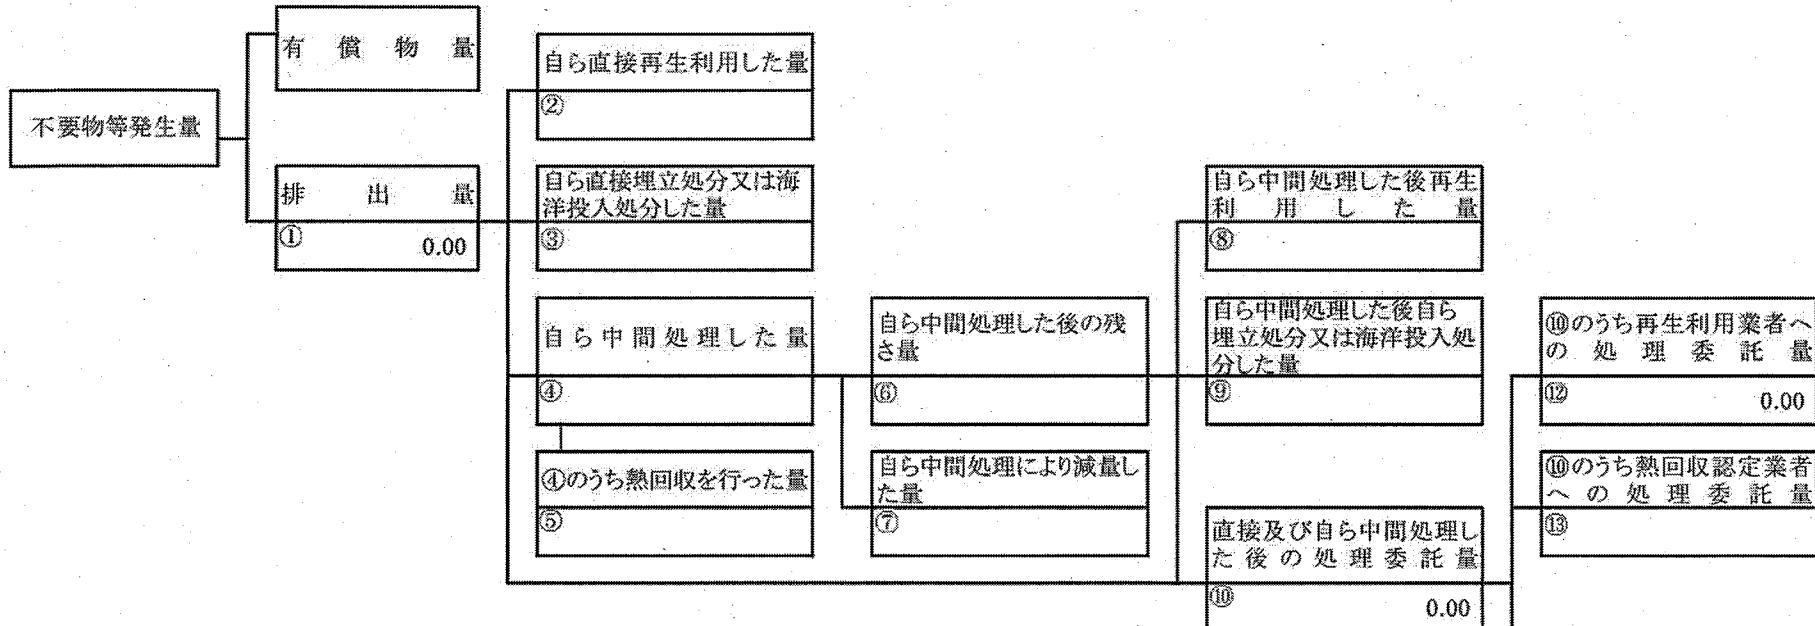 不要物等発生量
有償物量
排出量
①
0.00
自ら直接再生利用した量
②
自ら直接埋立処分又は海
洋投入処分した量
③
自ら中間処理した量
④
④のうち熱回収を行った量
⑤
自ら中間処理した後の残
さ量
⑥
自ら中間処理により減量し
た量
⑦
自ら中間処理した後再生
利用した量
⑧
自ら中間処理した後自ら
埋立処分又は海洋投入処
分した量
⑨
直接及び自ら中間処理し
た後の処理委託量
⑩
0.00
⑩のうち再生利用業者へ
の処理委託量
⑫
0.00
⑩のうち熱回収認定業者
への処理委託量
⑬